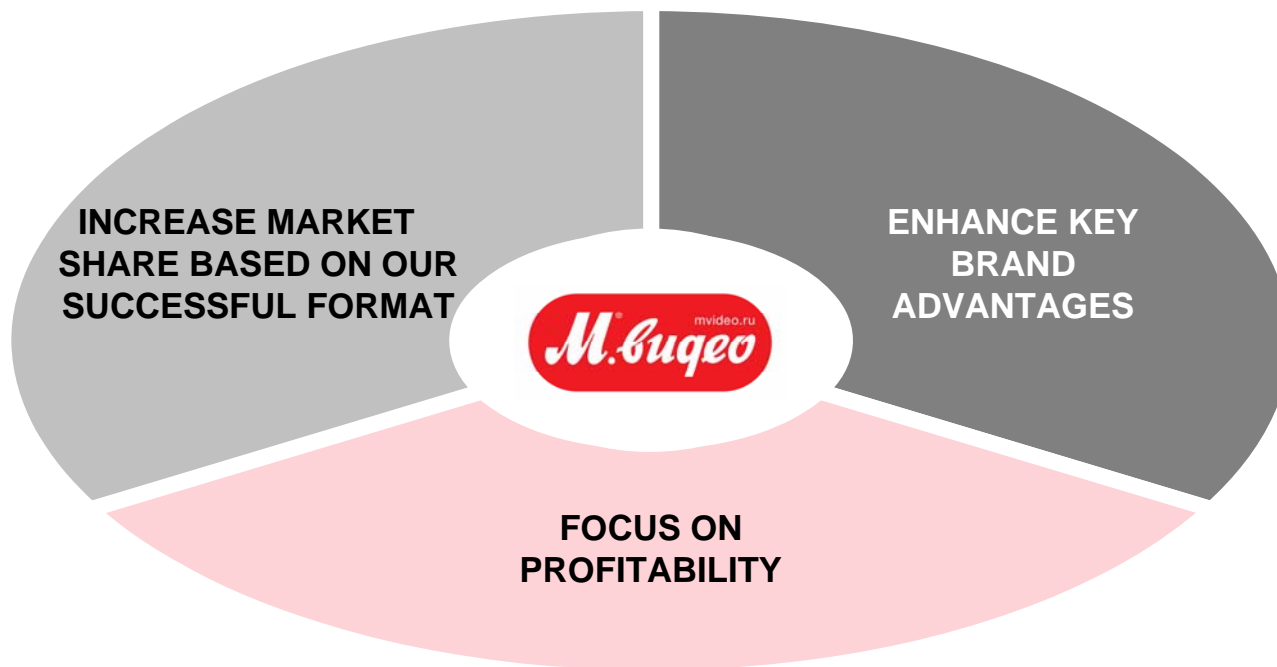 INCREASE MARKET
SHARE BASED ON OUR
SUCCESSFUL FORMAT
ENHANCE KEY
BRAND
ADVANTAGES
mvideo.ru
М.видео
FOCUS ON
PROFITABILITY